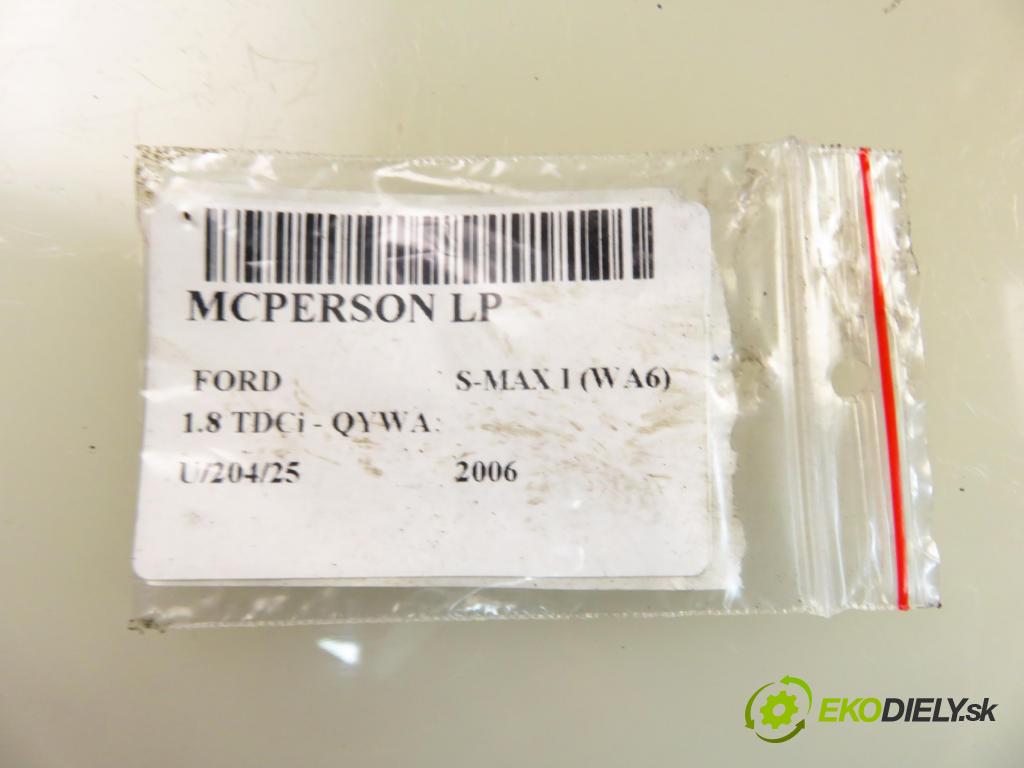 MCPERSON LP
FORD S-MAX I (WA6)
1.8 TDCi - QYWA:
U/204/25 2006
EKODIELY.sk